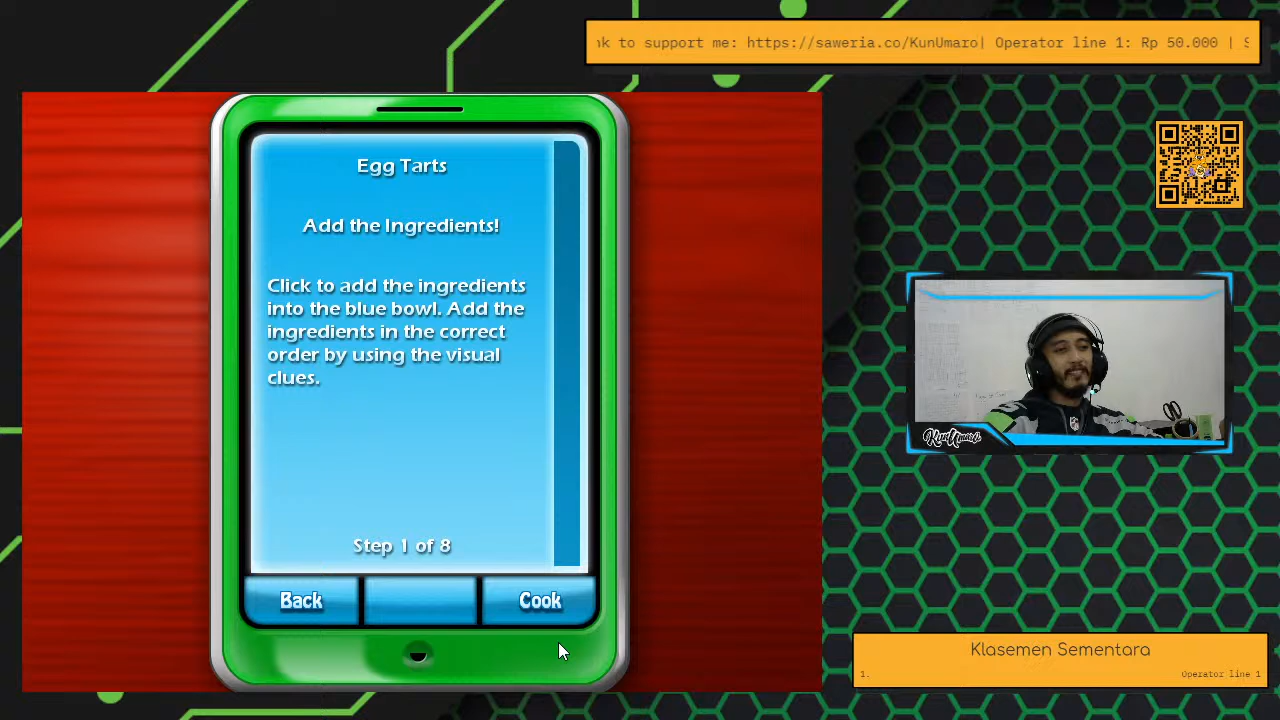 nk to support me: https://saweria.co/KunUmaro| Operator line 1: Rp 50.000 | S
Egg Tarts
Add the Ingredients!
Click to add the ingredients
into the blue bowl. Add the
ingredients in the correct
order by using the visual
clues.
Step 1 of 8
Back
Cook
KunUmaro
Klasemen Sementara
1.
Operator line 1